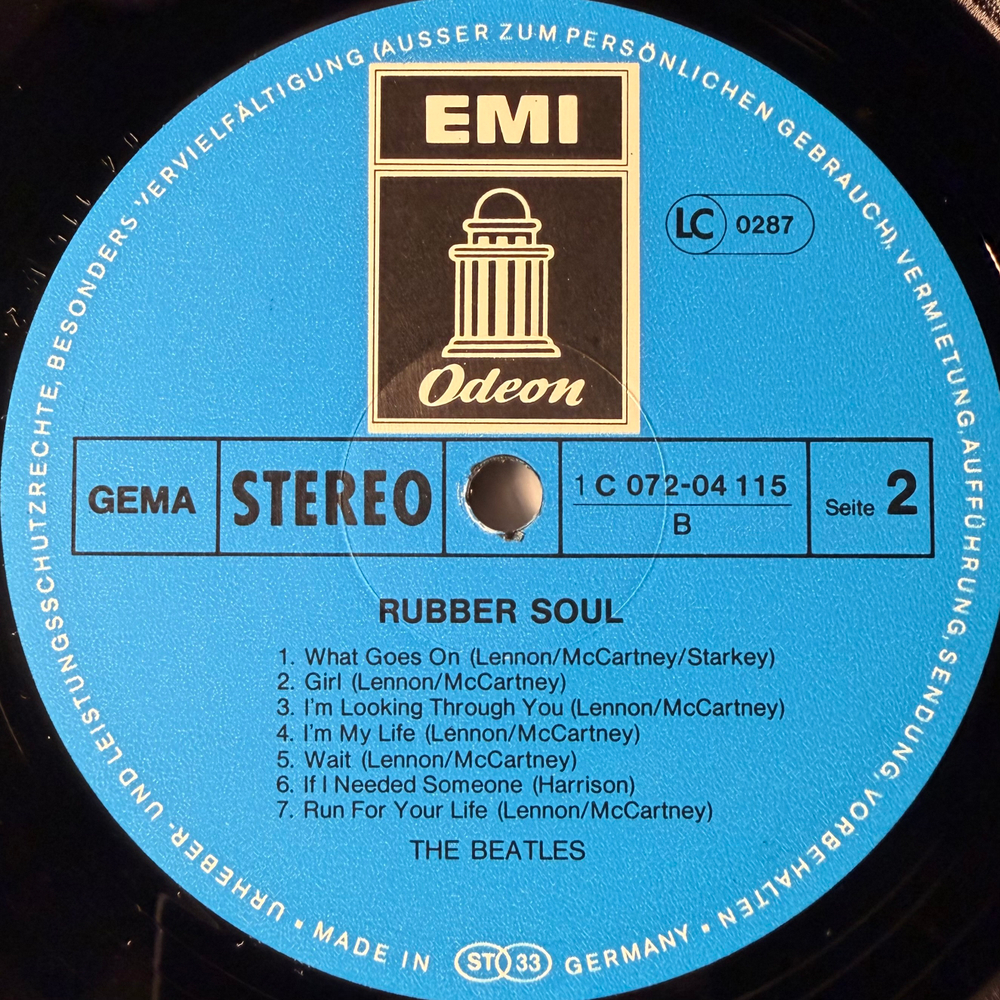 URHEBER- UND LEISTUNGSSCHUTZRECHTE, BESONDERS VERVIELFÄLTIGUNG (AUSSER ZUM PERSÖNLICHEN GEBRAUCH), VERMIETUNG, AUFFÜHRUNG, SENDUNG, VORBEHALTEN
EMI
LC 0287
Odeon
GEMA
STEREO
1 C 072-04 115
B
Seite 2
RUBBER SOUL
1. What Goes On (Lennon/McCartney/Starkey)
2. Girl (Lennon/McCartney)
3. I'm Looking Through You (Lennon/McCartney)
4. I'm My Life (Lennon/McCartney)
5. Wait (Lennon/McCartney)
6. If I Needed Someone (Harrison)
7. Run For Your Life (Lennon/McCartney)
THE BEATLES
▪ MADE IN ST 33 GERMANY ▪